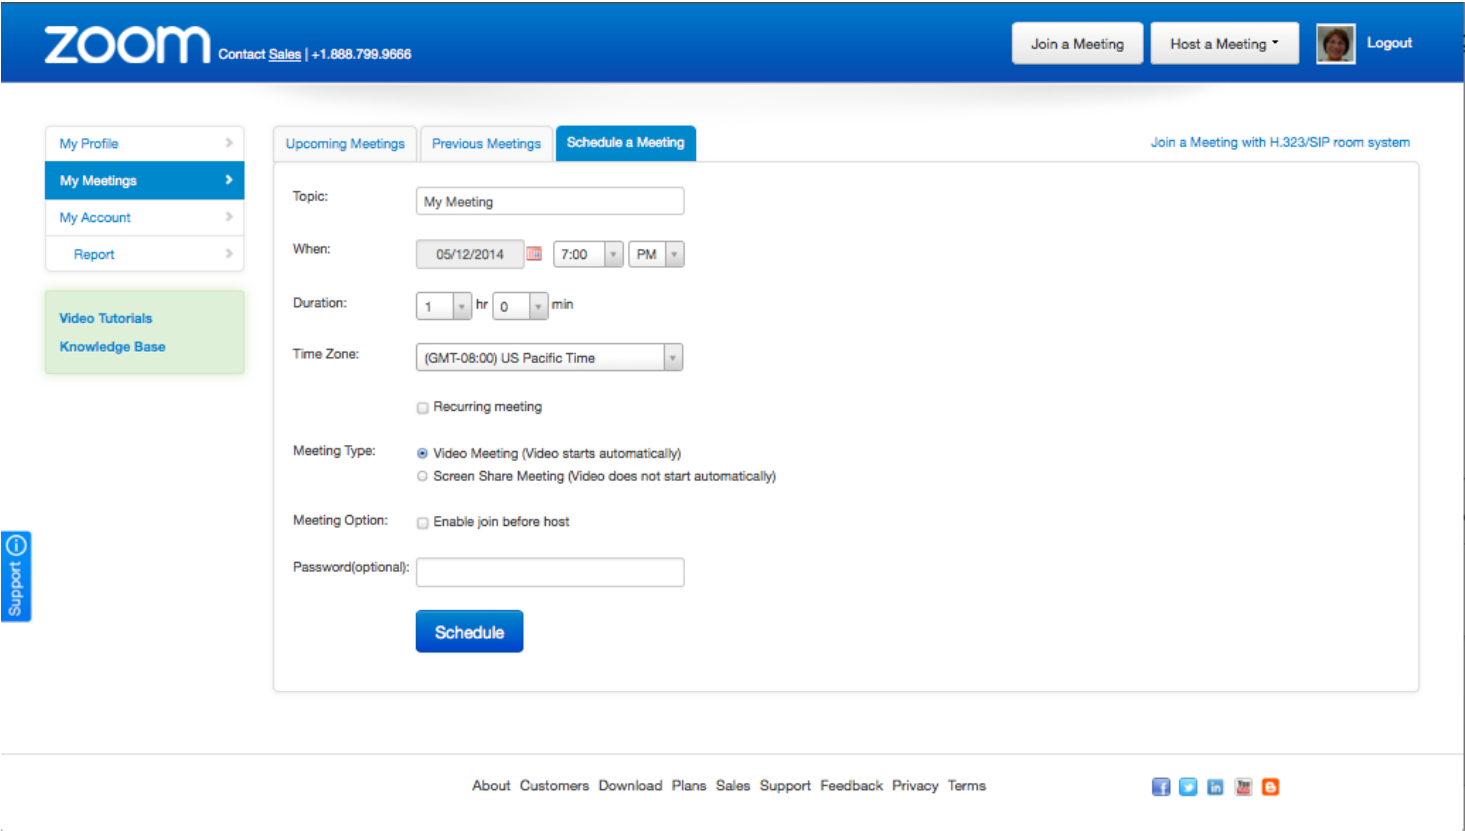 zoom Contact Sales | +1.888.799.9666 Join a Meeting Host a Meeting Logout
My Profile
My Meetings
My Account
Report
Video Tutorials
Knowledge Base
Support
Upcoming Meetings Previous Meetings Schedule a Meeting Join a Meeting with H.323/SIP room system
Topic: My Meeting
When: 05/12/2014 7:00 PM
Duration: 1 hr 0 min
Time Zone: (GMT-08:00) US Pacific Time
Recurring meeting
Meeting Type: Video Meeting (Video starts automatically)
Screen Share Meeting (Video does not start automatically)
Meeting Option: Enable join before host
Password(optional):
Schedule
About Customers Download Plans Sales Support Feedback Privacy Terms